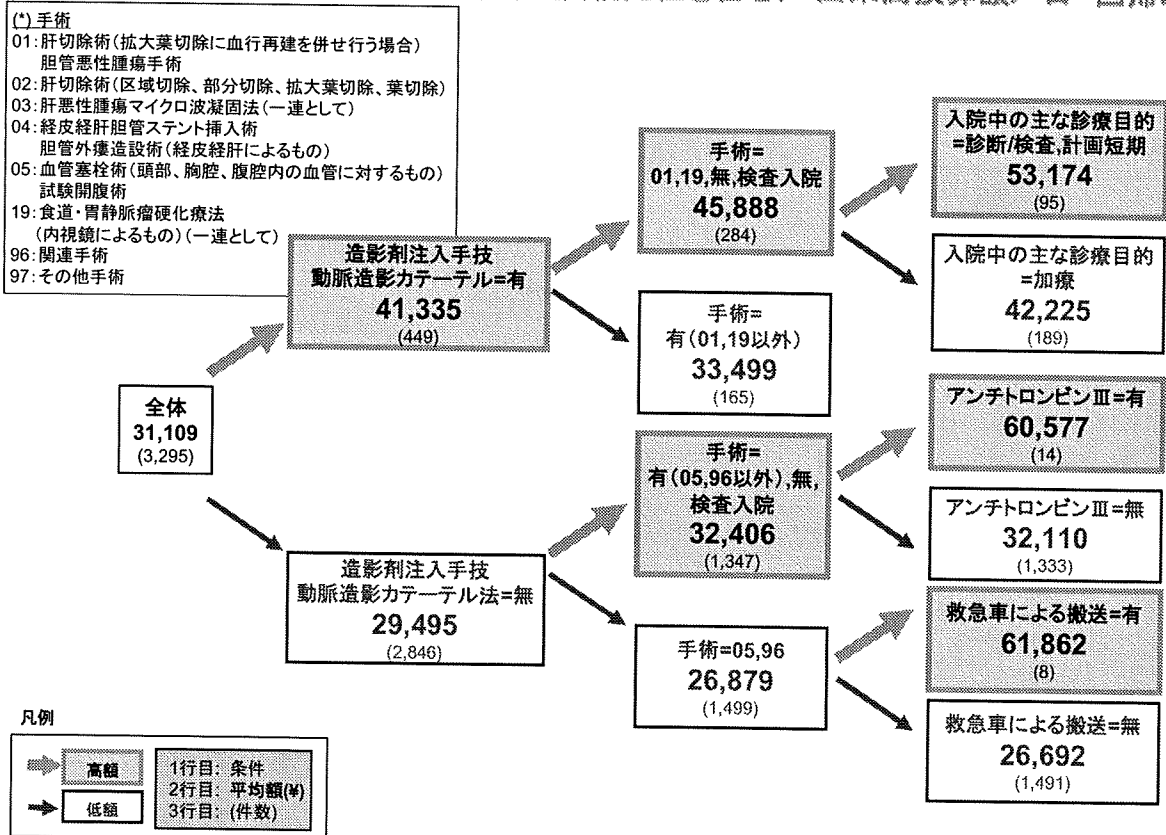 (*) 手術
01:肝切除術(拡大葉切除に血行再建を併せ行う場合)
胆管悪性腫瘍手術
02:肝切除術(区域切除、部分切除、拡大葉切除、葉切除)
03:肝悪性腫瘍マイクロ波凝固法(一連として)
04:経皮経肝胆管ステント挿入術
胆管外瘻造設術(経皮経肝によるもの)
05:血管塞栓術(頭部、胸腔、腹腔内の血管に対するもの)
試験開腹術
19:食道・胃静脈瘤硬化療法
(内視鏡によるもの)(一連として)
96:関連手術
97:その他手術
全体
31,109
(3,295)
造影剤注入手技
動脈造影カテーテル=有
41,335
(449)
造影剤注入手技
動脈造影カテーテル法=無
29,495
(2,846)
手術=
01,19,無,検査入院
45,888
(284)
手術=
有(01,19以外)
33,499
(165)
手術=
有(05,96以外),無,
検査入院
32,406
(1,347)
手術=05,96
26,879
(1,499)
入院中の主な診療目的
=診断/検査,計画短期
53,174
(95)
入院中の主な診療目的
=加療
42,225
(189)
アンチトロンビンⅢ=有
60,577
(14)
アンチトロンビンⅢ=無
32,110
(1,333)
救急車による搬送=有
61,862
(8)
救急車による搬送=無
26,692
(1,491)
凡例
高額
低額
1行目: 条件
2行目: 平均額(¥)
3行目: (件数)